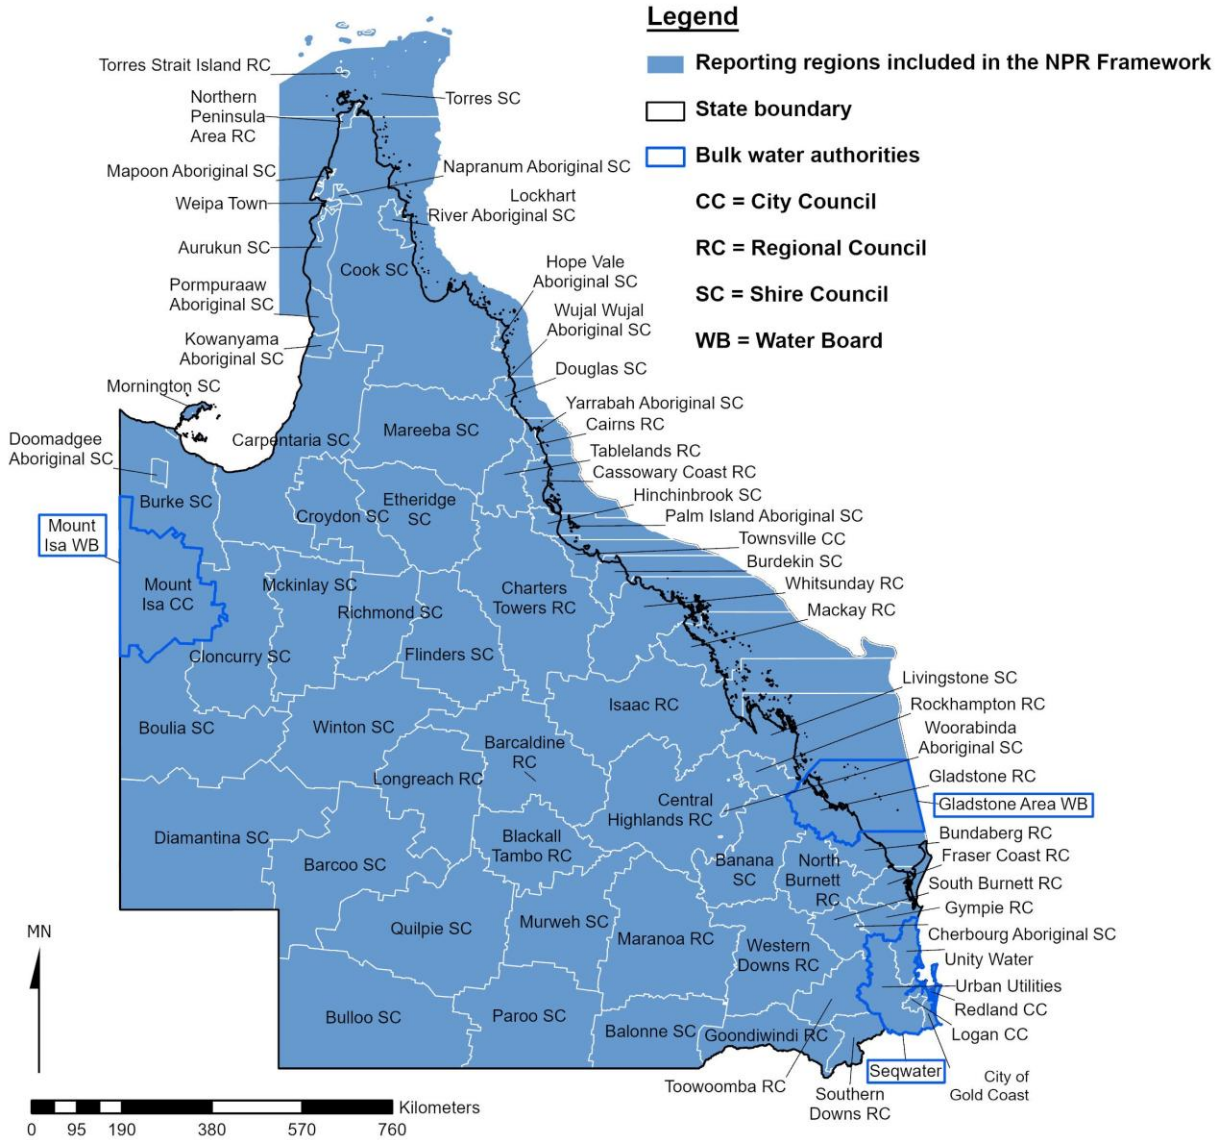 Legend
Reporting regions included in the NPR Framework
State boundary
Bulk water authorities
CC = City Council
RC = Regional Council
SC = Shire Council
WB = Water Board
Torres Strait Island RC
Northern
Peninsula
Area RC
Torres SC
Mapoon Aboriginal SC
Napranum Aboriginal SC
Weipa Town
Lockhart
River Aboriginal SC
Aurukun SC
Cook SC
Hope Vale
Aboriginal SC
Pormpuraaw
Aboriginal SC
Wujal Wujal
Aboriginal SC
Kowanyama
Aboriginal SC
Douglas SC
Mornington SC
Yarrabah Aboriginal SC
Cairns RC
Doomadgee
Aboriginal SC
Carpentaria SC
Mareeba SC
Tablelands RC
Cassowary Coast RC
Burke SC
Croydon SC
Etheridge
SC
Hinchinbrook SC
Palm Island Aboriginal SC
Mount
Isa WB
Townsville CC
Burdekin SC
Mount
Isa CC
Mckinlay SC
Richmond SC
Charters
Towers RC
Whitsunday RC
Mackay RC
Cloncurry SC
Flinders SC
Livingstone SC
Boulia SC
Winton SC
Isaac RC
Rockhampton RC
Woorabinda
Aboriginal SC
Longreach RC
Barcaldine
RC
Gladstone RC
Central
Highlands RC
Gladstone Area WB
Diamantina SC
Barcoo SC
Blackall
Tambo RC
Banana
SC
North
Burnett
RC
Bundaberg RC
Fraser Coast RC
South Burnett RC
Gympie RC
Quilpie SC
Murweh SC
Maranoa RC
Western
Downs RC
Cherbourg Aboriginal SC
Unity Water
Urban Utilities
Redland CC
Logan CC
Bulloo SC
Paroo SC
Balonne SC
Goondiwindi RC
Toowoomba RC
Southern
Downs RC
Seqwater
City of
Gold Coast
MN
Kilometers
0 95 190 380 570 760